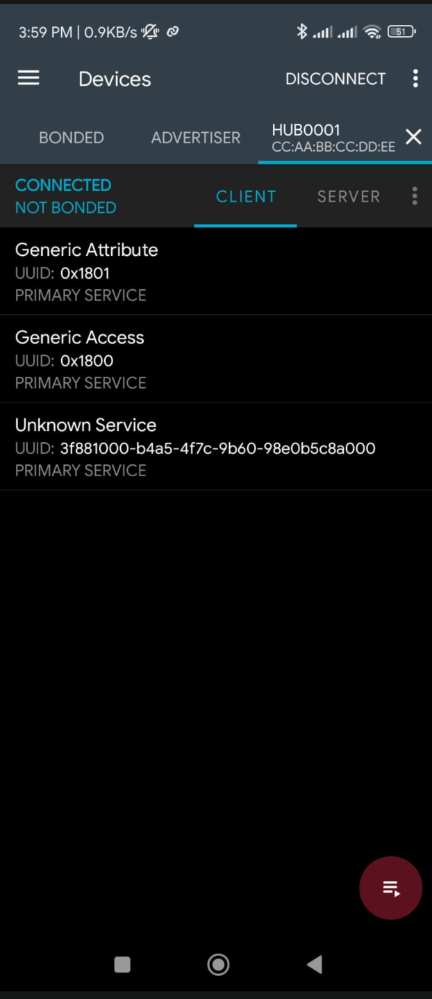 3:59 PM | 0.9KB/s
51
Devices
DISCONNECT
BONDED
ADVERTISER
HUB0001
CC:AA:BB:CC:DD:EE
CONNECTED
NOT BONDED
CLIENT
SERVER
Generic Attribute
UUID: 0x1801
PRIMARY SERVICE
Generic Access
UUID: 0x1800
PRIMARY SERVICE
Unknown Service
UUID: 3f881000-b4a5-4f7c-9b60-98e0b5c8a000
PRIMARY SERVICE